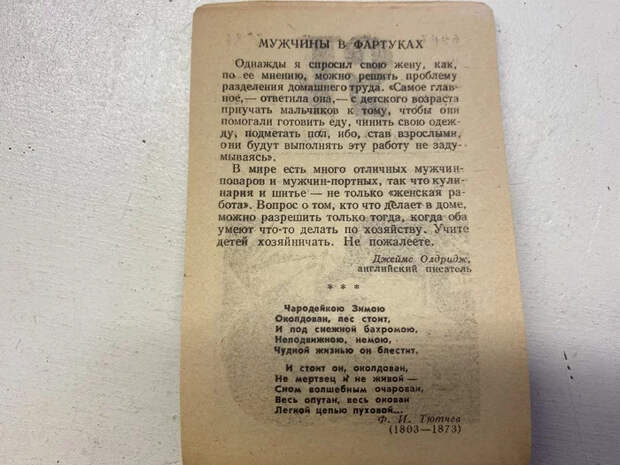 МУЖЧИНЫ В ФАРТУКАХ
Однажды я спросил свою жену, как,
по ее мнению, можно решить проблему
разделения домашнего труда. «Самое глав-
ное,— ответила она,— с детского возраста
приучать мальчиков к тому, чтобы они
помогали готовить еду, чинить свою одеж-
ду, подметать пол, ибо, став взрослыми,
они будут выполнять эту работу не заду-
мываясь».
В мире есть много отличных мужчин-
поваров и мужчин-портных, так что кули-
нария и шитье — не только «женская ра-
бота». Вопрос о том, кто что делает в доме,
можно разрешить только тогда, когда оба
умеют что-то делать по хозяйству. Учите
детей хозяйничать. Не пожалеете.
Джеймс Олдридж,
английский писатель
* * *
Чародейкою Зимою
Околдован, лес стоит,
И под снежной бахромою,
Неподвижною, немою,
Чудной жизнью он блестит.
И стоит он, околдован,
Не мертвец и не живой —
Сном волшебным очарован,
Весь опутан, весь окован
Легкой цепью пуховой...
Ф. И. Тютчев
(1803—1873)